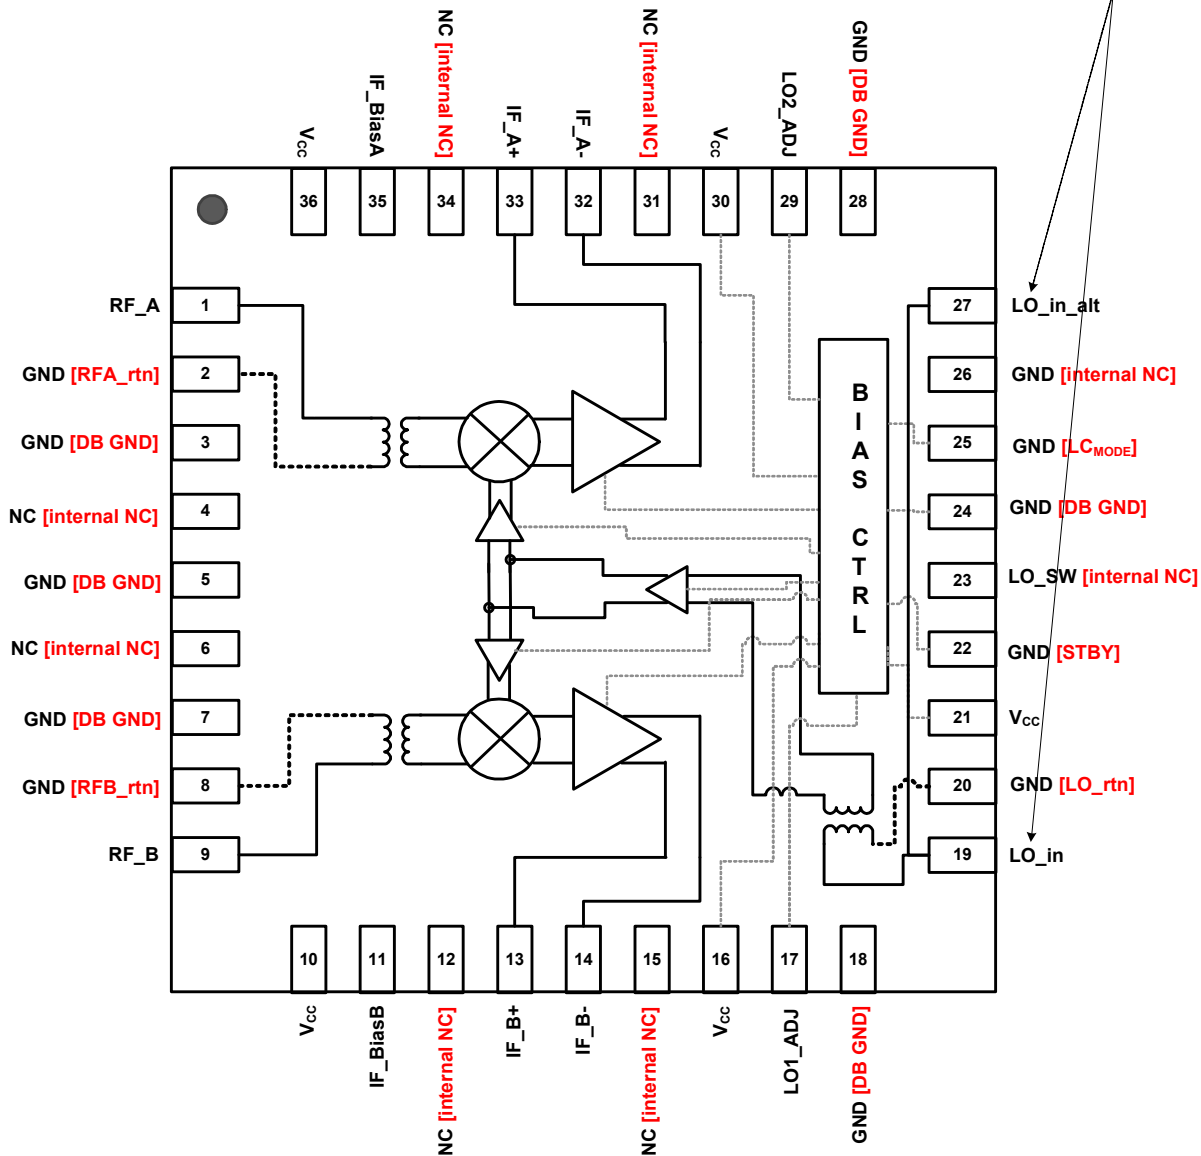 NC [internal NC]
NC [internal NC]
GND [DB GND]
IF_BiasA
IF_A+
IF_A-
LO2_ADJ
VCC
VCC
36
35
34
33
32
31
30
29
28
RF_A
1
27
LO_in_alt
GND [RFA_rtn]
2
26
GND [internal NC]
GND [DB GND]
3
25
GND [LCMODE]
NC [internal NC]
4
24
GND [DB GND]
GND [DB GND]
5
23
LO_SW [internal NC]
NC [internal NC]
6
22
GND [STBY]
GND [DB GND]
7
21
VCC
GND [RFB_rtn]
8
20
GND [LO_rtn]
RF_B
9
19
LO_in
B
I
A
S
C
T
R
L
10
11
12
13
14
15
16
17
18
VCC
IF_BiasB
NC [internal NC]
IF_B+
IF_B-
NC [internal NC]
VCC
LO1_ADJ
GND [DB GND]